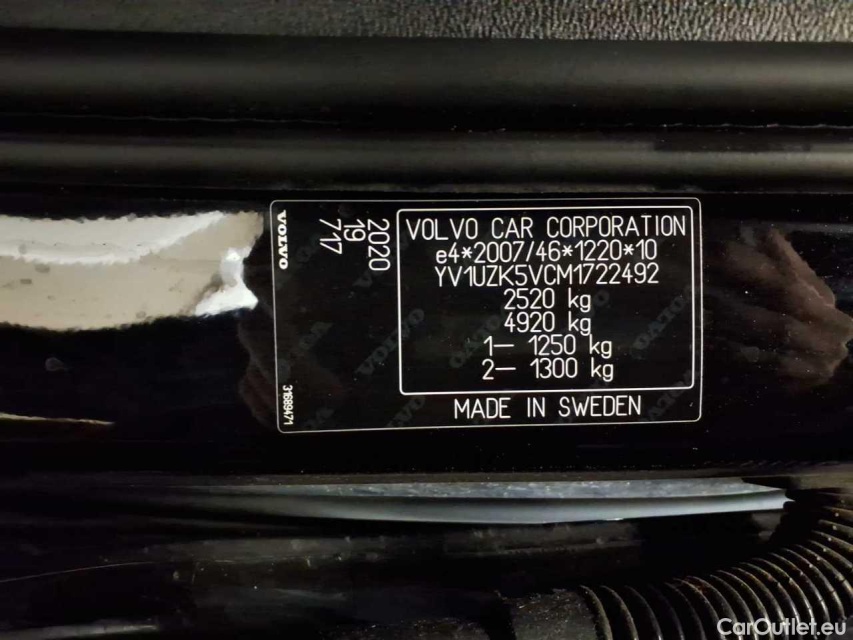 VOLVO
2020
19
717
31689471
VOLVO CAR CORPORATION
e4*2007/46*1220*10
YV1UZK5VCM1722492
2520 kg
4920 kg
1- 1250 kg
2- 1300 kg
MADE IN SWEDEN
CarOutlet.eu